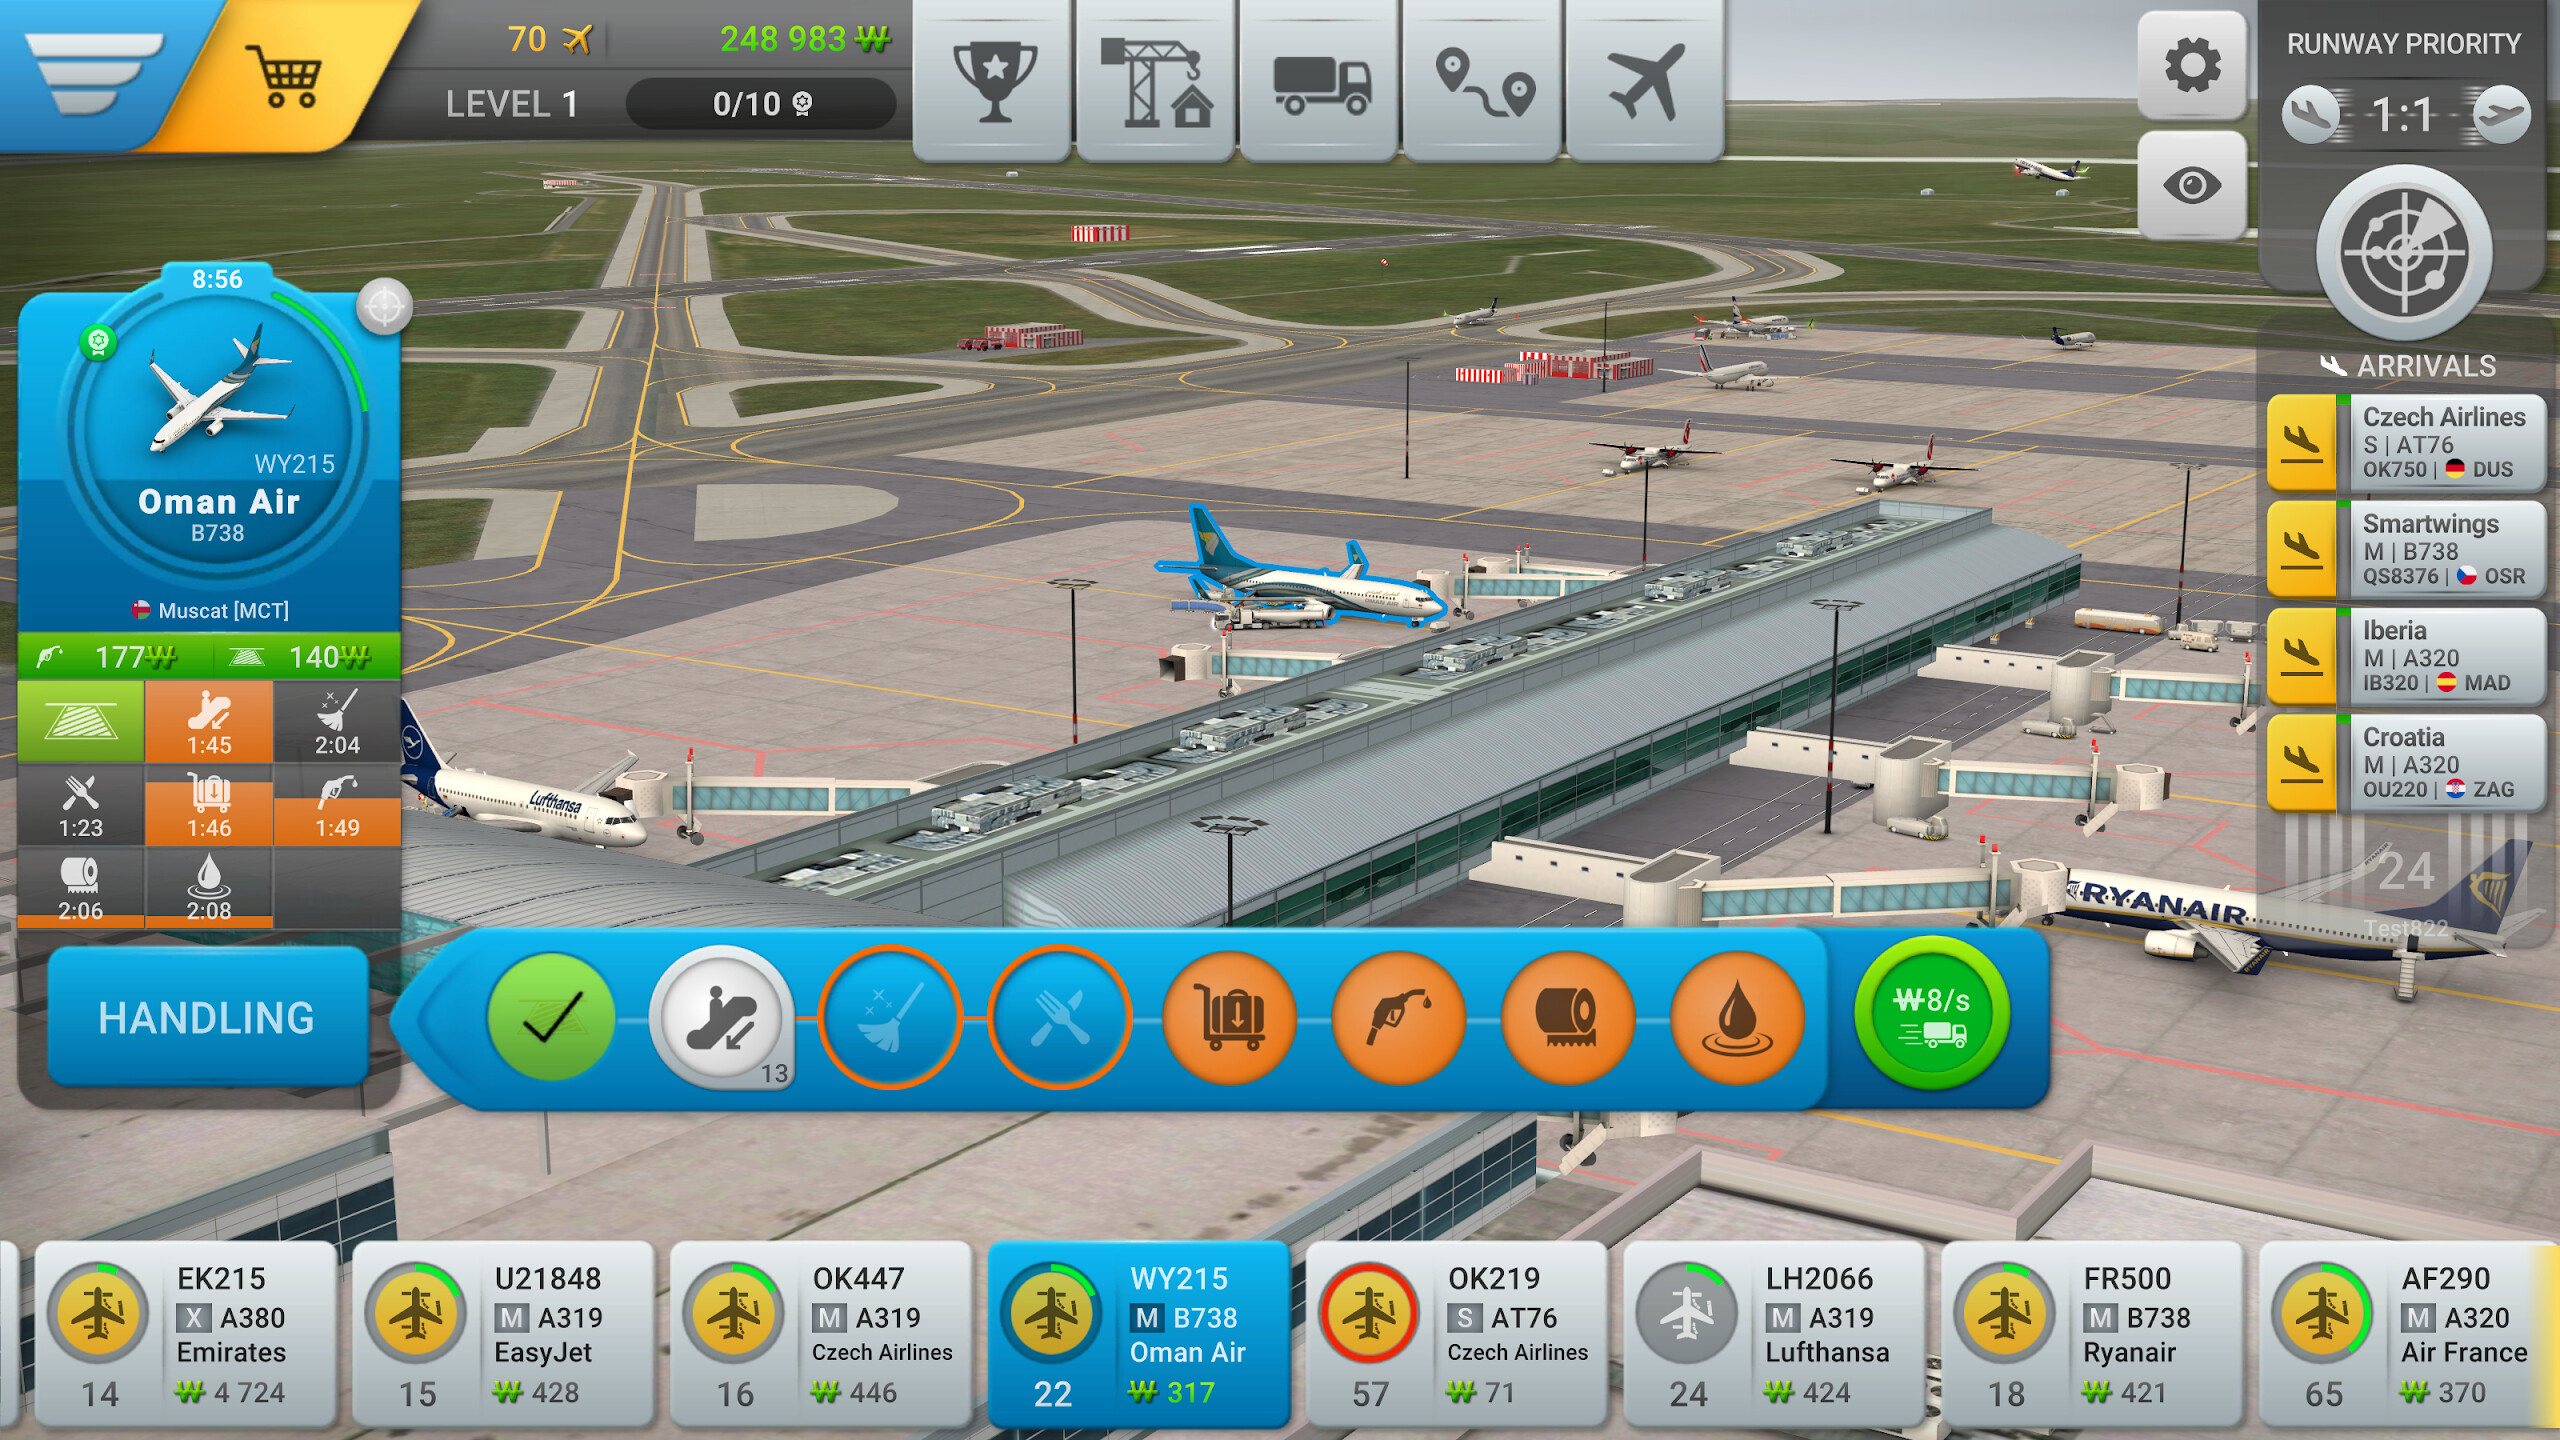 70
248 983 ₩
LEVEL 1
0/10
RUNWAY PRIORITY
1:1
8:56
WY215
Oman Air
B738
Muscat [MCT]
177₩ 140₩
1:45 2:04
1:23 1:46 1:49
2:06 2:08
ARRIVALS
Czech Airlines
S | AT76
OK750 | DUS
Smartwings
M | B738
QS8376 | OSR
Iberia
M | A320
IB320 | MAD
Croatia
M | A320
OU220 | ZAG
24
Test822
OMAN AIR
Lufthansa
RYANAIR
HANDLING
13
₩8/s
EK215
X A380
Emirates
14 ₩ 4 724
U21848
M A319
EasyJet
15 ₩ 428
OK447
M A319
Czech Airlines
16 ₩ 446
WY215
M B738
Oman Air
22 ₩ 317
OK219
S AT76
Czech Airlines
57 ₩ 71
LH2066
M A319
Lufthansa
24 ₩ 424
FR500
M B738
Ryanair
18 ₩ 421
AF290
M A320
Air France
65 ₩ 370